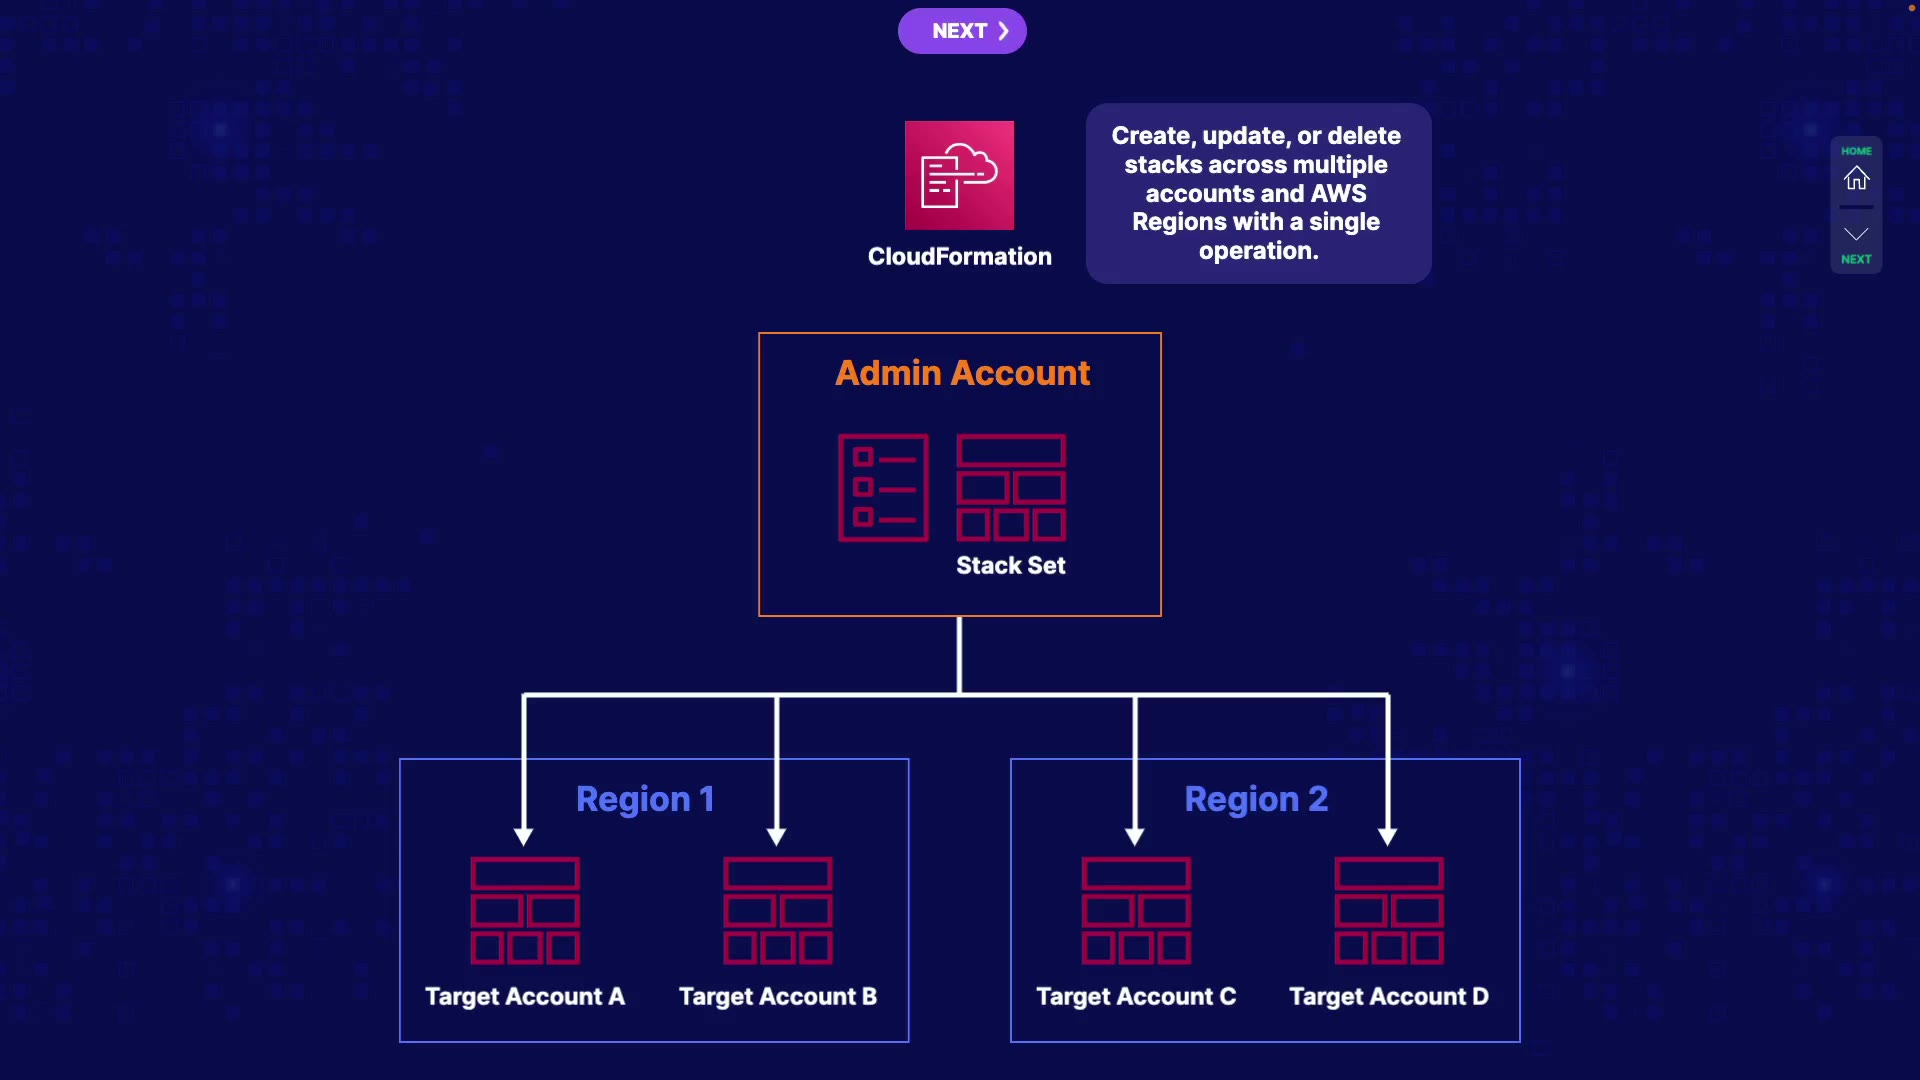 NEXT
CloudFormation
Create, update, or delete
stacks across multiple
accounts and AWS
Regions with a single
operation.
HOME
NEXT
Admin Account
Stack Set
Region 1
Target Account A
Target Account B
Region 2
Target Account C
Target Account D